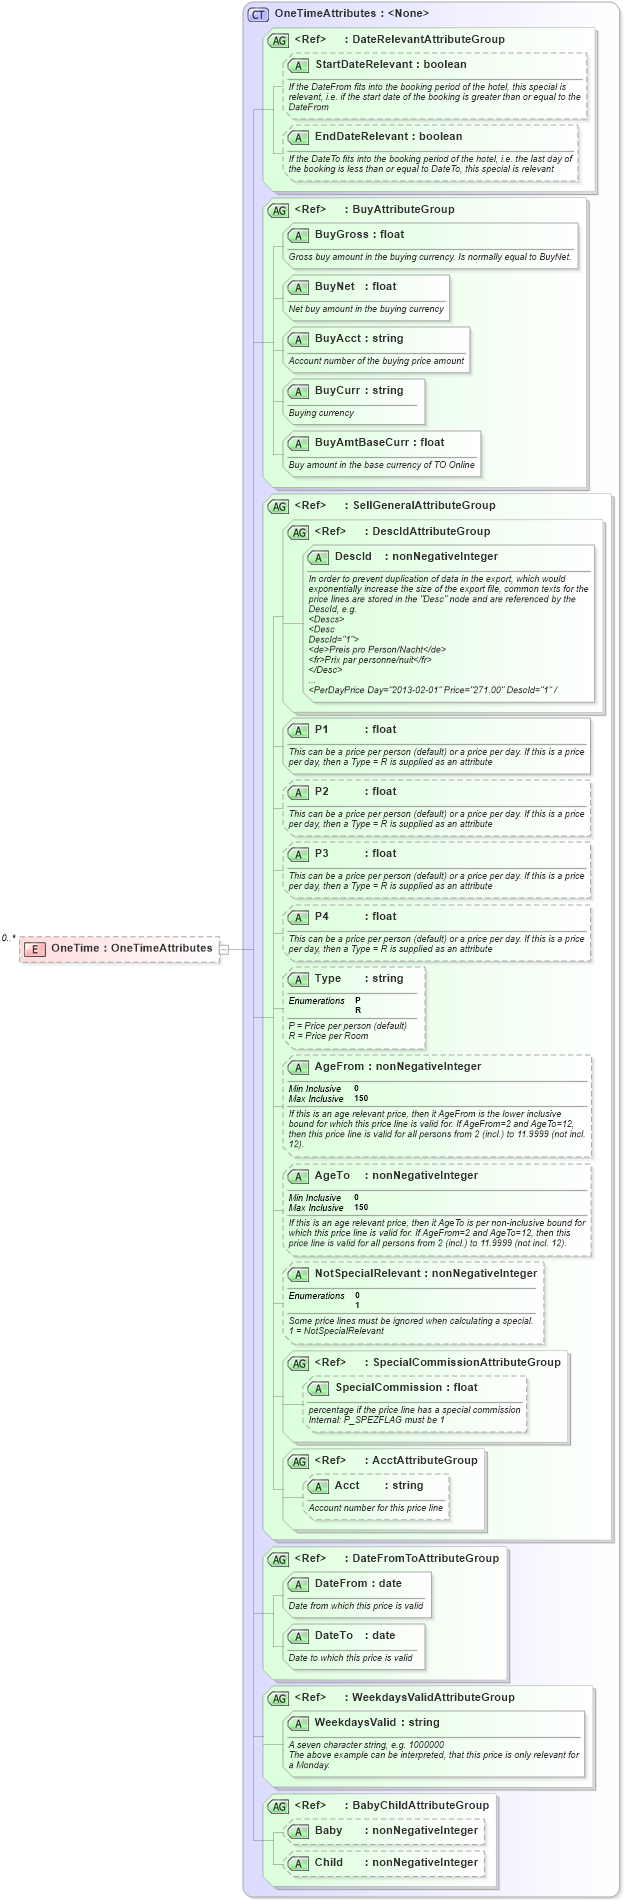 CT OneTimeAttributes : <None>
AG <Ref> : DateRelevantAttributeGroup
A StartDateRelevant : boolean
If the DateFrom fits into the booking period of the hotel, this special is
relevant, i.e. if the start date of the booking is greater than or equal to the
DateFrom
A EndDateRelevant : boolean
If the DateTo fits into the booking period of the hotel, i.e. the last day of
the booking is less than or equal to DateTo, this special is relevant
AG <Ref> : BuyAttributeGroup
A BuyGross : float
Gross buy amount in the buying currency. Is normally equal to BuyNet.
A BuyNet : float
Net buy amount in the buying currency
A BuyAcct : string
Account number of the buying price amount
A BuyCurr : string
Buying currency
A BuyAmtBaseCurr : float
Buy amount in the base currency of TO Online
AG <Ref> : SellGeneralAttributeGroup
AG <Ref> : DescIdAttributeGroup
A DescId : nonNegativeInteger
In order to prevent duplication of data in the export, which would
exponentially increase the size of the export file, common texts for the
price lines are stored in the "Desc" node and are referenced by the
DescId, e.g.
<Descs>
<Desc
DescId="1">
<de>Preis pro Person/Nacht</de>
<fr>Prix par personne/nuit</fr>
</Desc>
...
<PerDayPrice Day="2013-02-01" Price="271.00" DescId="1" /
A P1 : float
This can be a price per person (default) or a price per day. If this is a price
per day, then a Type = R is supplied as an attribute
A P2 : float
This can be a price per person (default) or a price per day. If this is a price
per day, then a Type = R is supplied as an attribute
A P3 : float
This can be a price per person (default) or a price per day. If this is a price
per day, then a Type = R is supplied as an attribute
0..*
E OneTime : OneTimeAttributes
A P4 : float
This can be a price per person (default) or a price per day. If this is a price
per day, then a Type = R is supplied as an attribute
A Type : string
Enumerations P
R
P = Price per person (default)
R = Price per Room
A AgeFrom : nonNegativeInteger
Min Inclusive 0
Max Inclusive 150
If this is an age relevant price, then it AgeFrom is the lower inclusive
bound for which this price line is valid for. If AgeFrom=2 and AgeTo=12,
then this price line is valid for all persons from 2 (incl.) to 11.9999 (not incl.
12).
A AgeTo : nonNegativeInteger
Min Inclusive 0
Max Inclusive 150
If this is an age relevant price, then it AgeTo is per non-inclusive bound for
which this price line is valid for. If AgeFrom=2 and AgeTo=12, then this
price line is valid for all persons from 2 (incl.) to 11.9999 (not incl. 12).
A NotSpecialRelevant : nonNegativeInteger
Enumerations 0
1
Some price lines must be ignored when calculating a special.
1 = NotSpecialRelevant
AG <Ref> : SpecialCommissionAttributeGroup
A SpecialCommission : float
percentage if the price line has a special commission
Internal: P_SPEZFLAG must be 1
AG <Ref> : AcctAttributeGroup
A Acct : string
Account number for this price line
AG <Ref> : DateFromToAttributeGroup
A DateFrom : date
Date from which this price is valid
A DateTo : date
Date to which this price is valid
AG <Ref> : WeekdaysValidAttributeGroup
A WeekdaysValid : string
A seven character string, e.g. 1000000
The above example can be interpreted, that this price is only relevant for
a Monday.
AG <Ref> : BabyChildAttributeGroup
A Baby : nonNegativeInteger
A Child : nonNegativeInteger